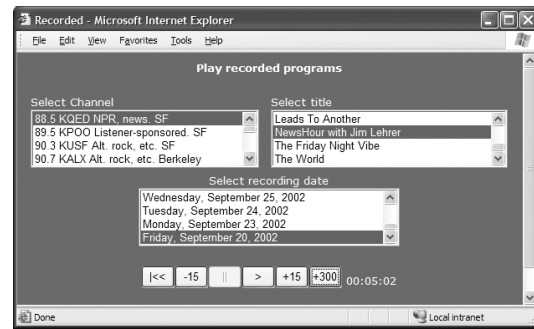 Recorded - Microsoft Internet Explorer
File Edit View Favorites Tools Help
Play recorded programs
Select Channel
88.5 KQED NPR, news. SF
89.5 KPOO Listener-sponsored. SF
90.3 KUSF Alt. rock, etc. SF
90.7 KALX Alt. rock, etc. Berkeley
Select title
Leads To Another
NewsHour with Jim Lehrer
The Friday Night Vibe
The World
Select recording date
Wednesday, September 25, 2002
Tuesday, September 24, 2002
Monday, September 23, 2002
Friday, September 20, 2002
|<< -15 || > +15 +300 00:05:02
Done Local intranet